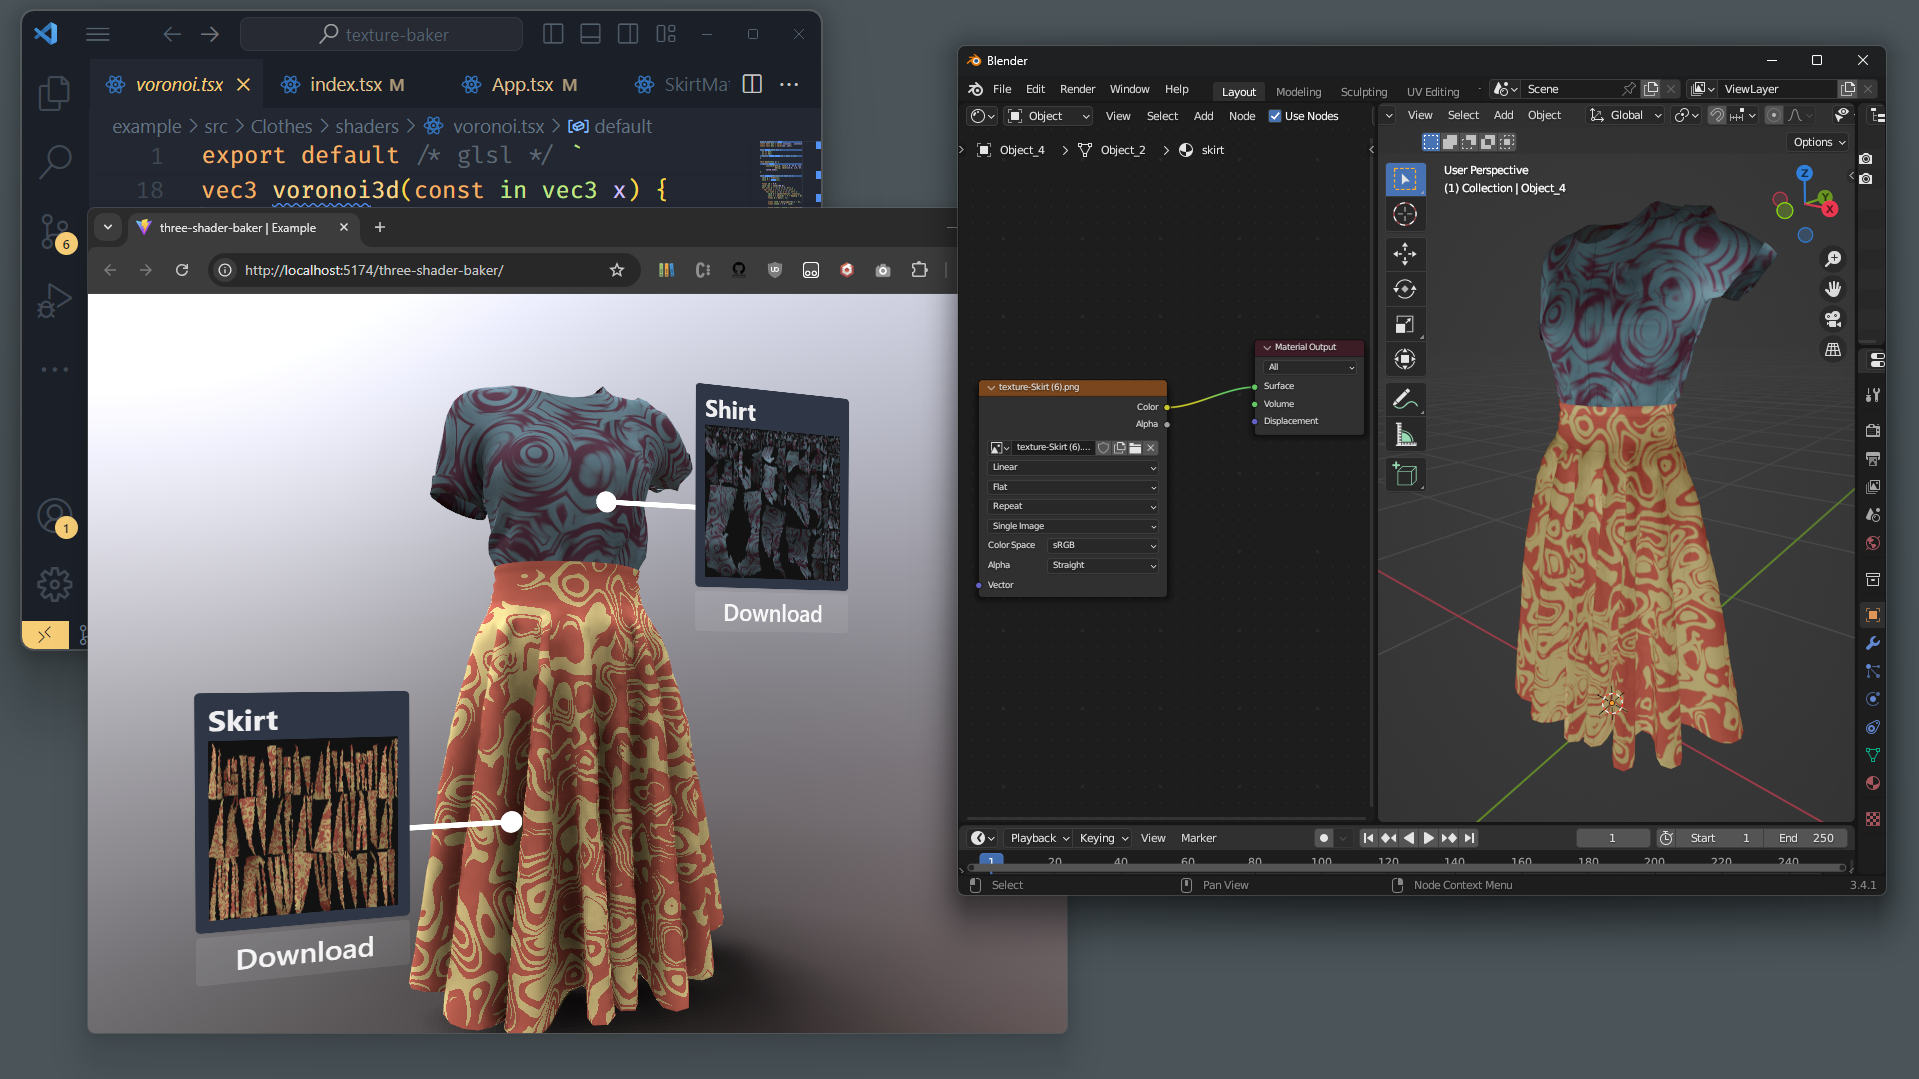 texture-baker
voronoi.tsx
index.tsx M
App.tsx M
SkirtMa
example > src > Clothes > shaders > voronoi.tsx > default
1 export default /* glsl */ `
18 vec3 voronoi3d(const in vec3 x) {
6
1
three-shader-baker | Example
http://localhost:5174/three-shader-baker/
Shirt
Download
Skirt
Download
Blender
File Edit Render Window Help
Layout Modeling Sculpting UV Editing
Scene
ViewLayer
Object View Select Add Node Use Nodes
Object_4 > Object_2 > skirt
texture-Skirt (6).png
Color
Alpha
texture-Skirt (6)....
Linear
Flat
Repeat
Single Image
Color Space sRGB
Alpha Straight
Vector
Material Output
All
Surface
Volume
Displacement
View Select Add Object Global
Options
User Perspective
(1) Collection | Object_4
Z
Y
X
Playback Keying View Marker
1
Start 1
End 250
1 20 40 60 80 100 120 140 160 180 200 220 240
Select
Pan View
Node Context Menu
3.4.1